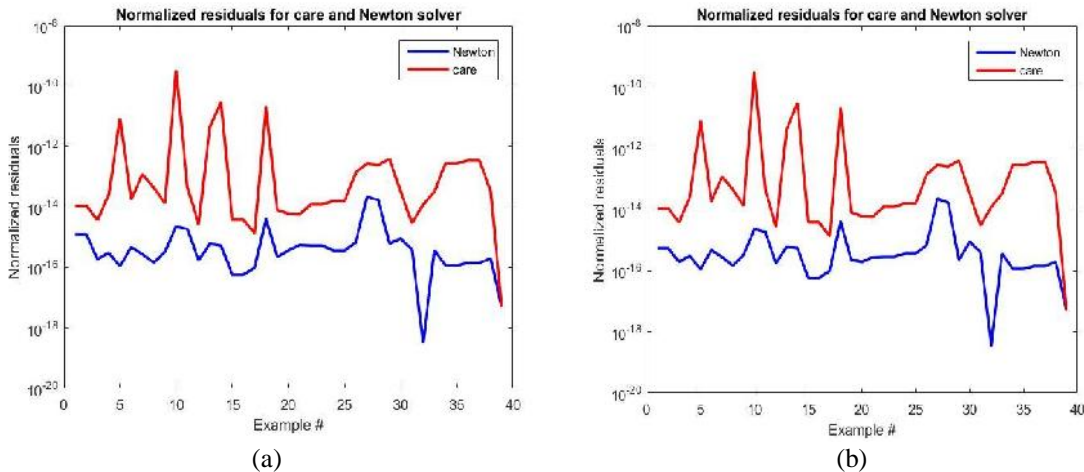 Normalized residuals for care and Newton solver
10-8
10-10
10-12
10-14
10-16
10-18
10-20
Normalized residuals
Newton
care
0 5 10 15 20 25 30 35 40
Example #
(a)
Normalized residuals for care and Newton solver
10-8
10-10
10-12
10-14
10-16
10-18
10-20
Normalized residuals
Newton
care
0 5 10 15 20 25 30 35 40
Example #
(b)